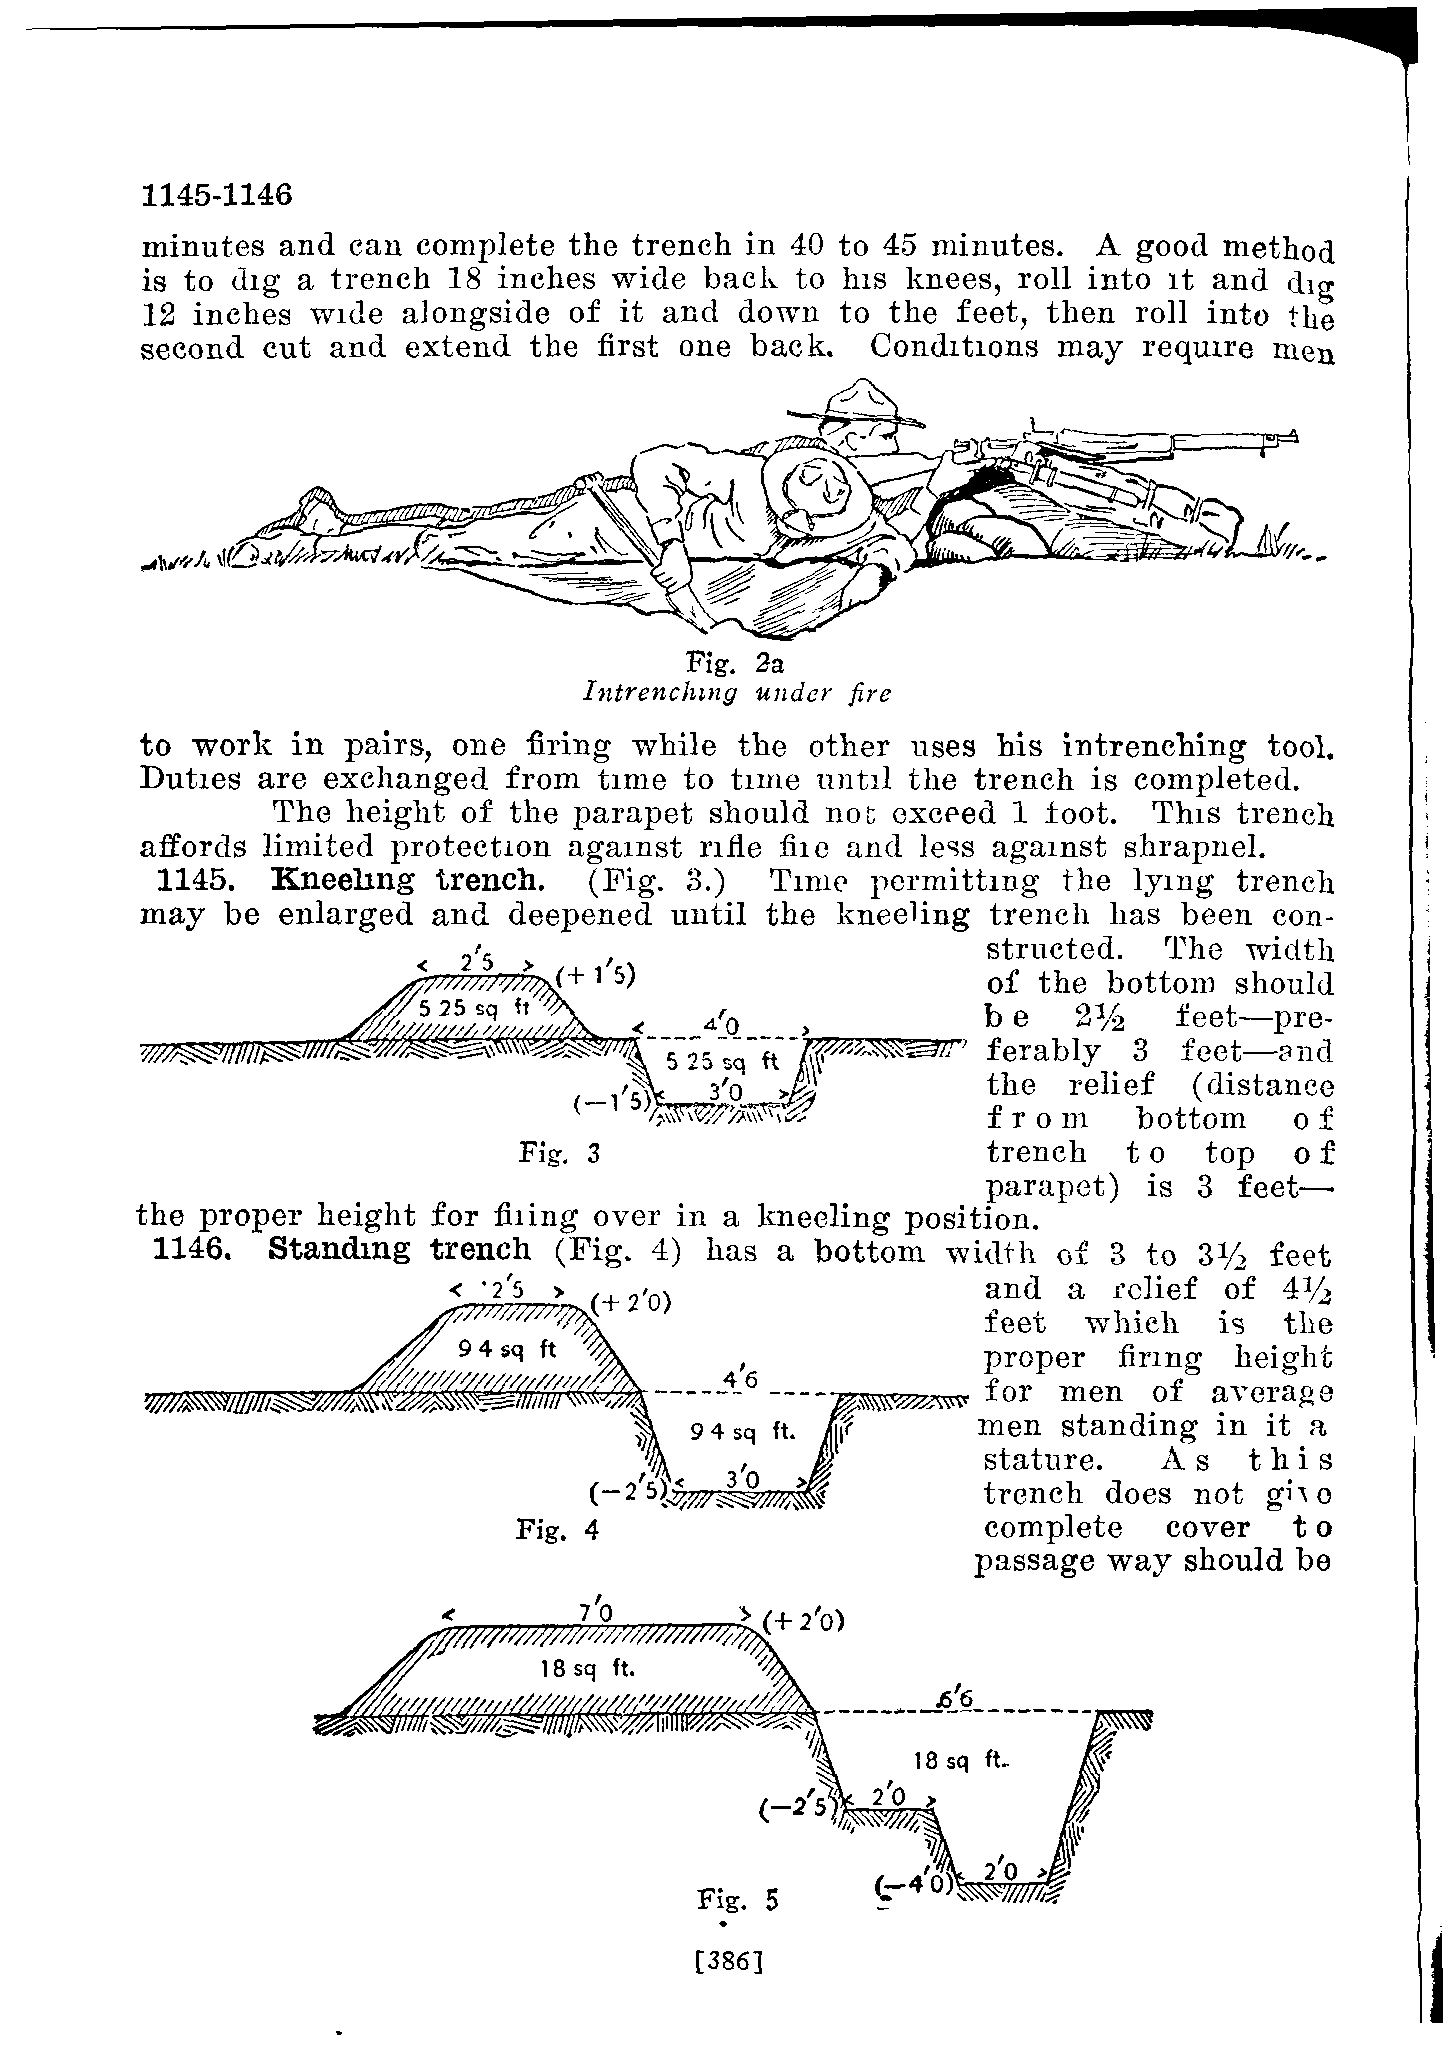 1145-1146
minutes and can complete the trench in 40 to 45 minutes. A good method
is to dig a trench 18 inches wide back to his knees, roll into it and dig
12 inches wide alongside of it and down to the feet, then roll into the
second cut and extend the first one back. Conditions may require men
Fig. 2a
Intrenching under fire
to work in pairs, one firing while the other uses his intrenching tool.
Duties are exchanged from time to time until the trench is completed.
The height of the parapet should not exceed 1 foot. This trench
affords limited protection against rifle fire and less against shrapnel.
1145. Kneeling trench. (Fig. 3.) Time permitting the lying trench
may be enlarged and deepened until the kneeling trench has been con-
structed. The width
of the bottom should
be 2½ feet—pre-
ferably 3 feet—and
the relief (distance
from bottom of
trench to top of
parapet) is 3 feet—
< 2'5 > (+ 1'5)
5 25 sq ft
< 4'0 >
5 25 sq ft
(—1'5) < 3'0 >
Fig. 3
the proper height for firing over in a kneeling position.
1146. Standing trench (Fig. 4) has a bottom width of 3 to 3½ feet
and a relief of 4½
feet which is the
proper firing height
for men of average
men standing in it a
stature. As this
trench does not give
complete cover to
passage way should be
< 2'5 > (+ 2'0)
9 4 sq ft
4'6
9 4 sq ft.
(—2'5) < 3'0 >
Fig. 4
< 7'0 > (+ 2'0)
18 sq ft.
6'6
18 sq ft.
(—2'5) < 2'0 >
(—4'0) < 2'0 >
Fig. 5
[386]